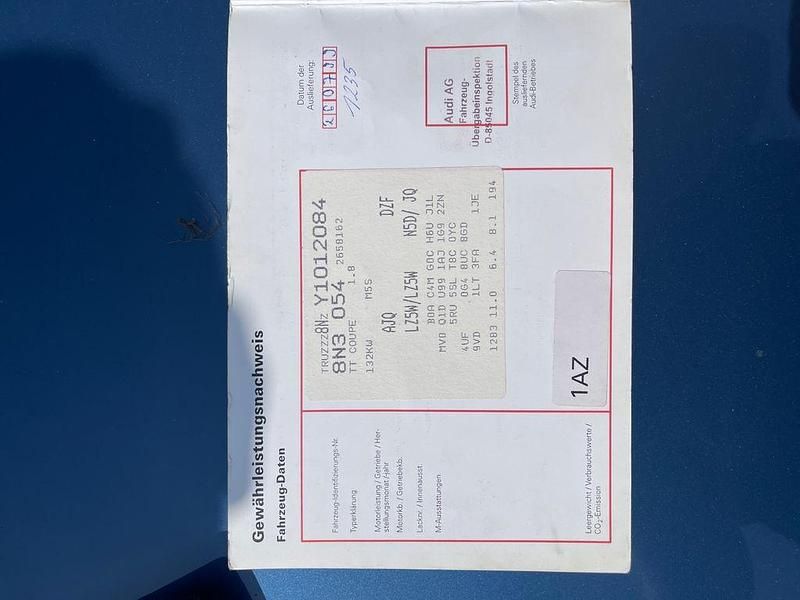 Gewährleistungsnachweis
Fahrzeug-Daten
Datum der
Auslieferung:
260700
1235
Audi AG
Fahrzeug-
Übergabeinspektion
D-85045 Ingolstadt
Stempel des
ausliefernden
Audi-Betriebes
Fahrzeug-Identifizierungs-Nr.
Typerklärung
Motorleistung / Getriebe / Her-
stellungsmonat /-jahr
Motorkb. / Getriebekb.
Lacknr. / Innenausst.
M-Ausstattungen
Leergewicht / Verbrauchswerte /
CO₂-Emission
TRUZZZ8NZ Y1012084
8N3 054 2658162
TT COUPE 1.8
132KW M5S
AJQ DZF
LZ5W/LZ5W N5D/ JQ
B0A C4M G0C H6U J1L
MV0 Q1D U99 1AJ 1G9 2ZN
5RU 5SL T8C 0YC
4UF 0G4 8UC 8GD
9VD 1LT 3FA 1JE
1283 11.0 6.4 8.1 194
1AZ